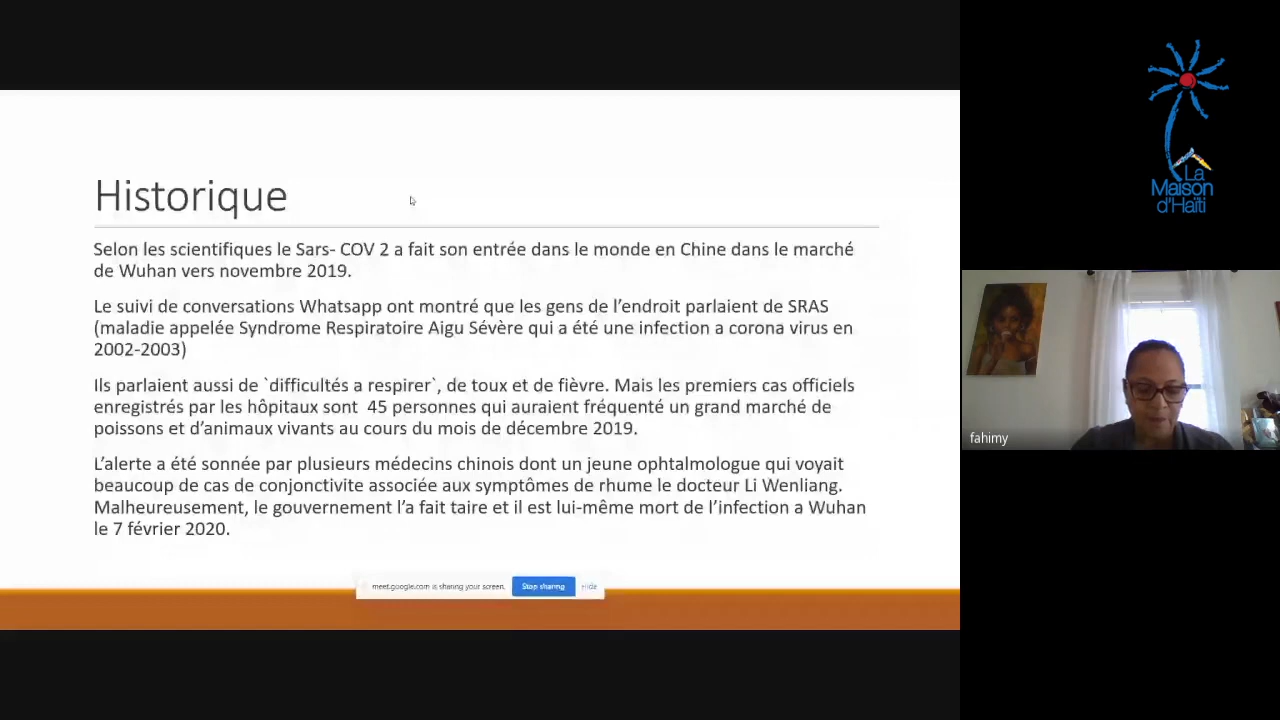 Historique
Selon les scientifiques le Sars- COV 2 a fait son entrée dans le monde en Chine dans le marché
de Wuhan vers novembre 2019.
Le suivi de conversations Whatsapp ont montré que les gens de l’endroit parlaient de SRAS
(maladie appelée Syndrome Respiratoire Aigu Sévère qui a été une infection a corona virus en
2002-2003)
Ils parlaient aussi de `difficultés a respirer`, de toux et de fièvre. Mais les premiers cas officiels
enregistrés par les hôpitaux sont  45 personnes qui auraient fréquenté un grand marché de
poissons et d’animaux vivants au cours du mois de décembre 2019.
L’alerte a été sonnée par plusieurs médecins chinois dont un jeune ophtalmologue qui voyait
beaucoup de cas de conjonctivite associée aux symptômes de rhume le docteur Li Wenliang.
Malheureusement, le gouvernement l’a fait taire et il est lui-même mort de l’infection a Wuhan
le 7 février 2020.
meet.google.com is sharing your screen. Stop sharing Hide
La
Maison
d'Haïti
fahimy